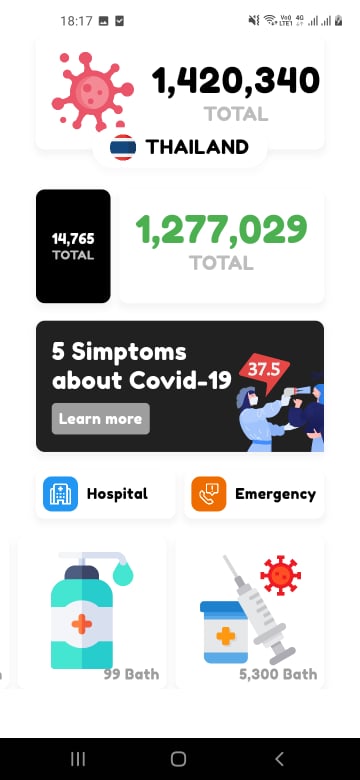 18:17
Vo)) LTE1 4G
1,420,340
TOTAL
THAILAND
14,765
TOTAL
1,277,029
TOTAL
5 Simptoms
about Covid-19
37.5
Learn more
Hospital
Emergency
99 Bath
5,300 Bath